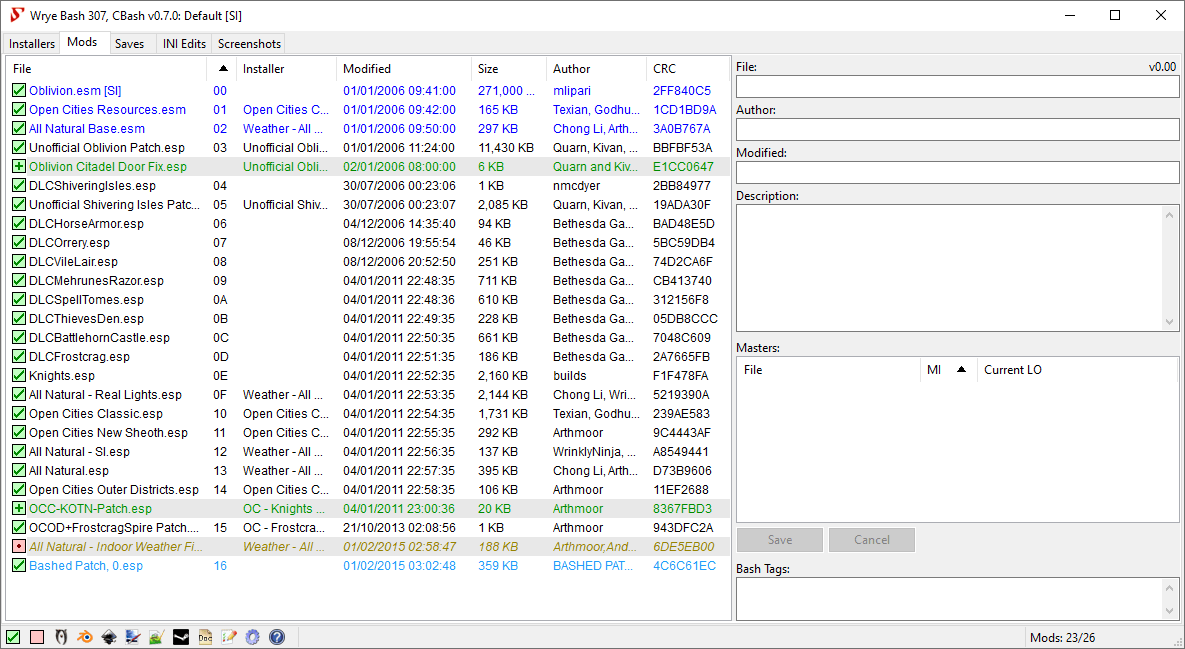 Wrye Bash 307, CBash v0.7.0: Default [SI]
Installers Mods Saves INI Edits Screenshots
File Installer Modified Size Author CRC
Oblivion.esm [SI] 00 01/01/2006 09:41:00 271,000 ... mlipari 2FF840C5
Open Cities Resources.esm 01 Open Cities C... 01/01/2006 09:42:00 165 KB Texian, Godhu... 1CD1BD9A
All Natural Base.esm 02 Weather - All ... 01/01/2006 09:50:00 297 KB Chong Li, Arth... 3A0B767A
Unofficial Oblivion Patch.esp 03 Unofficial Obli... 01/01/2006 11:24:00 11,430 KB Quarn, Kivan, ... BBFBF53A
Oblivion Citadel Door Fix.esp Unofficial Obli... 02/01/2006 08:00:00 6 KB Quarn and Kiv... E1CC0647
DLCShiveringIsles.esp 04 30/07/2006 00:23:06 1 KB nmcdyer 2BB84977
Unofficial Shivering Isles Patc... 05 Unofficial Shiv... 30/07/2006 00:23:07 2,085 KB Quarn, Kivan, ... 19ADA30F
DLCHorseArmor.esp 06 04/12/2006 14:35:40 94 KB Bethesda Ga... BAD48E5D
DLCOrrery.esp 07 08/12/2006 19:55:54 46 KB Bethesda Ga... 5BC59DB4
DLCVileLair.esp 08 08/12/2006 20:52:50 251 KB Bethesda Ga... 74D2CA6F
DLCMehrunesRazor.esp 09 04/01/2011 22:48:35 711 KB Bethesda Ga... CB413740
DLCSpellTomes.esp 0A 04/01/2011 22:48:36 610 KB Bethesda Ga... 312156F8
DLCThievesDen.esp 0B 04/01/2011 22:49:35 228 KB Bethesda Ga... 05DB8CCC
DLCBattlehornCastle.esp 0C 04/01/2011 22:50:35 661 KB Bethesda Ga... 7048C609
DLCFrostcrag.esp 0D 04/01/2011 22:51:35 186 KB Bethesda Ga... 2A7665FB
Knights.esp 0E 04/01/2011 22:52:35 2,160 KB builds F1F478FA
All Natural - Real Lights.esp 0F Weather - All ... 04/01/2011 22:53:35 2,144 KB Chong Li, Wri... 5219390A
Open Cities Classic.esp 10 Open Cities C... 04/01/2011 22:54:35 1,731 KB Texian, Godhu... 239AE583
Open Cities New Sheoth.esp 11 Open Cities C... 04/01/2011 22:55:35 292 KB Arthmoor 9C4443AF
All Natural - SI.esp 12 Weather - All ... 04/01/2011 22:56:35 137 KB WrinklyNinja, ... A8549441
All Natural.esp 13 Weather - All ... 04/01/2011 22:57:35 395 KB Chong Li, Arth... D73B9606
Open Cities Outer Districts.esp 14 Open Cities C... 04/01/2011 22:58:35 106 KB Arthmoor 11EF2688
OCC-KOTN-Patch.esp OC - Knights ... 04/01/2011 23:00:36 20 KB Arthmoor 8367FBD3
OCOD+FrostcragSpire Patch.... 15 OC - Frostcra... 21/10/2013 02:08:56 1 KB Arthmoor 943DFC2A
All Natural - Indoor Weather Fi... Weather - All ... 01/02/2015 02:58:47 188 KB Arthmoor,And... 6DE5EB00
Bashed Patch, 0.esp 16 01/02/2015 03:02:48 359 KB BASHED PAT... 4C6C61EC
File: v0.00
Author:
Modified:
Description:
Masters:
File MI Current LO
Save Cancel
Bash Tags:
Doc
Mods: 23/26